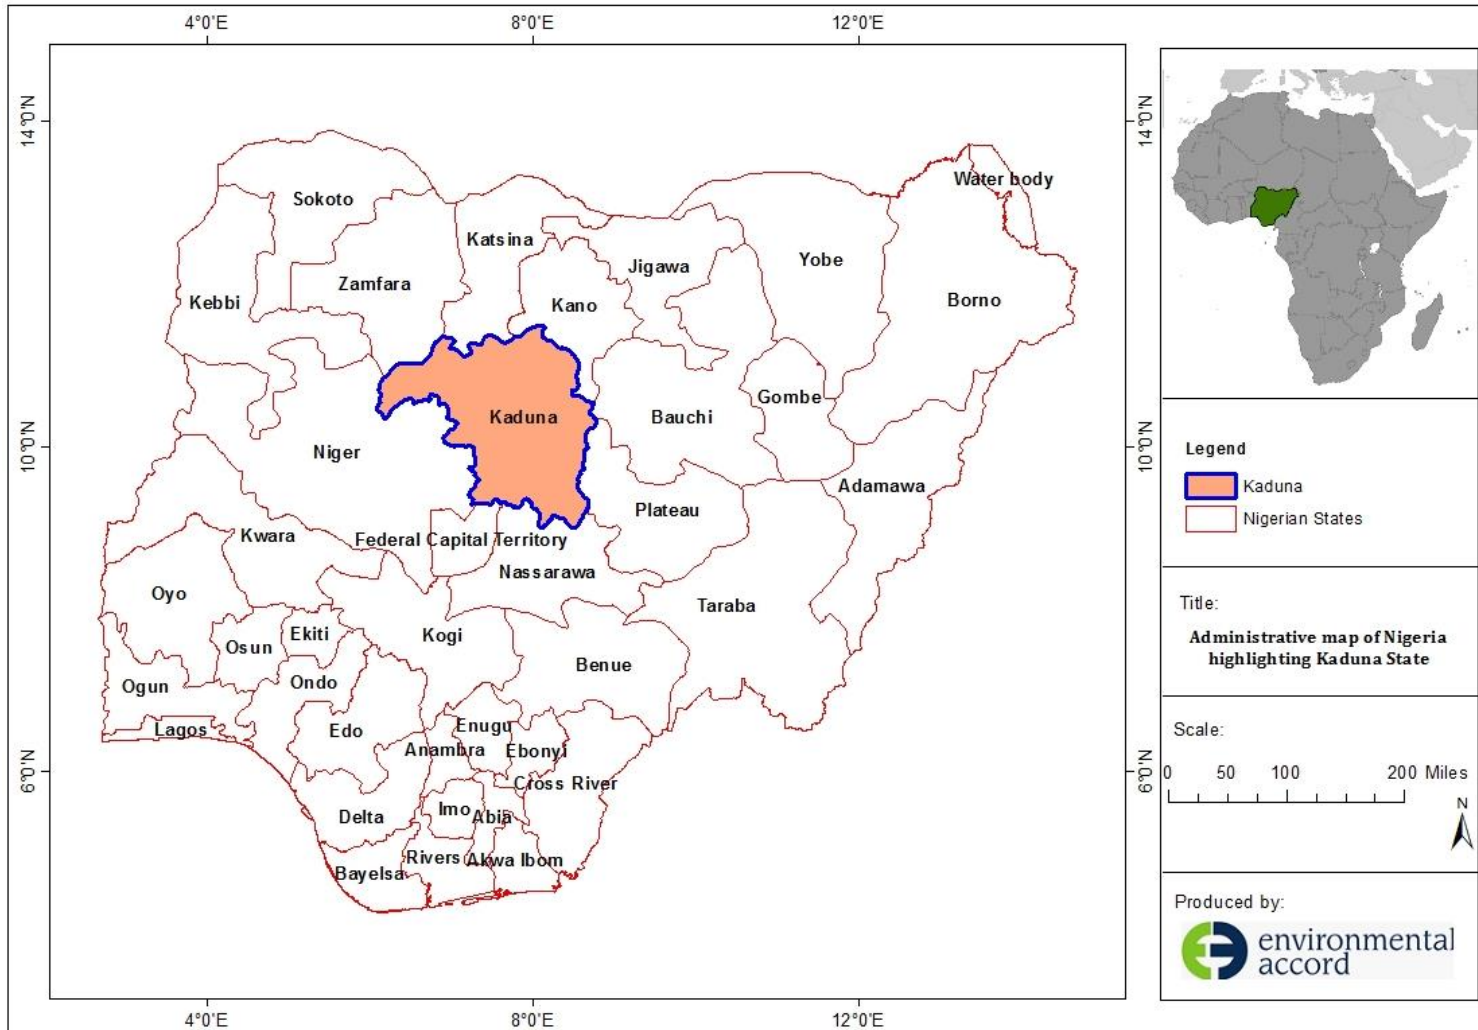 4°0'E 8°0'E 12°0'E
14°0'N 14°0'N
Water body
Sokoto
Katsina
Yobe
Jigawa
Zamfara
Kebbi
Kano
Borno
Gombe
Kaduna
Bauchi
10°0'N 10°0'N
Niger
Adamawa
Plateau
Kwara
Federal Capital Territory
Nassarawa
Oyo
Taraba
Ekiti
Kogi
Osun
Benue
Ondo
Ogun
Enugu
Lagos
Edo
Anambra
Ebonyi
6°0'N 6°0'N
Cross River
Imo
Abia
Delta
Rivers
Akwa Ibom
Bayelsa
4°0'E 8°0'E 12°0'E
Legend
Kaduna
Nigerian States
Title:
Administrative map of Nigeria
highlighting Kaduna State
Scale:
0 50 100 200 Miles
N
Produced by:
environmental
accord